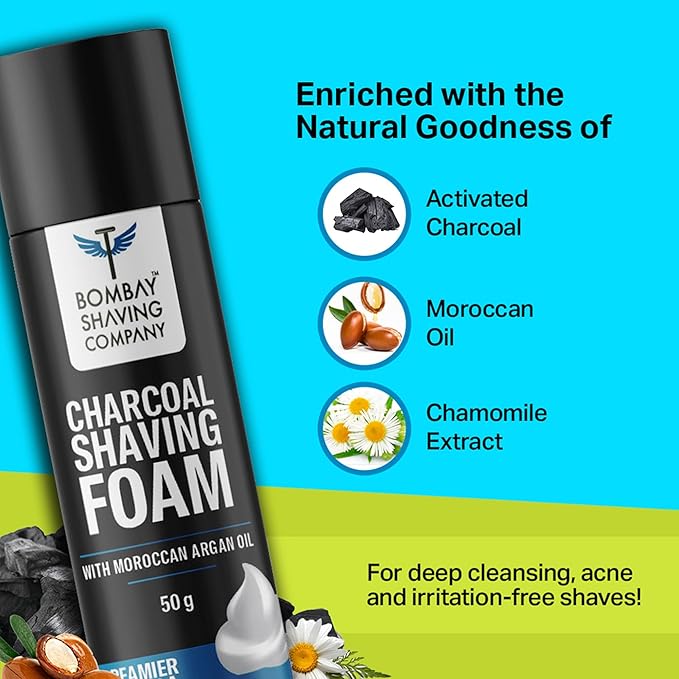 Enriched with the
Natural Goodness of
Activated
Charcoal
Moroccan
Oil
Chamomile
Extract
For deep cleansing, acne
and irritation-free shaves!
BOMBAY™
SHAVING
COMPANY
CHARCOAL
SHAVING
FOAM
WITH MOROCCAN ARGAN OIL
50 g